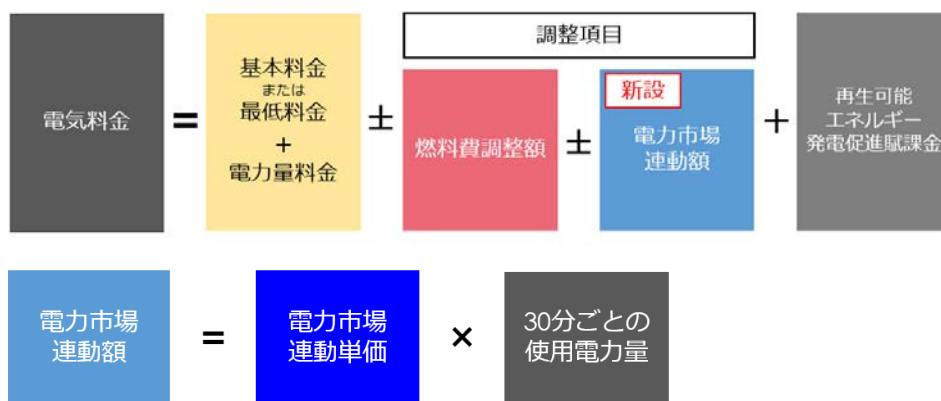 調整項目
電気料金
=
基本料金
または
最低料金
+
電力量料金
±
燃料費調整額
±
新設
電力市場
連動額
+
再生可能
エネルギー
発電促進賦課金
電力市場
連動額
=
電力市場
連動単価
×
30分ごとの
使用電力量